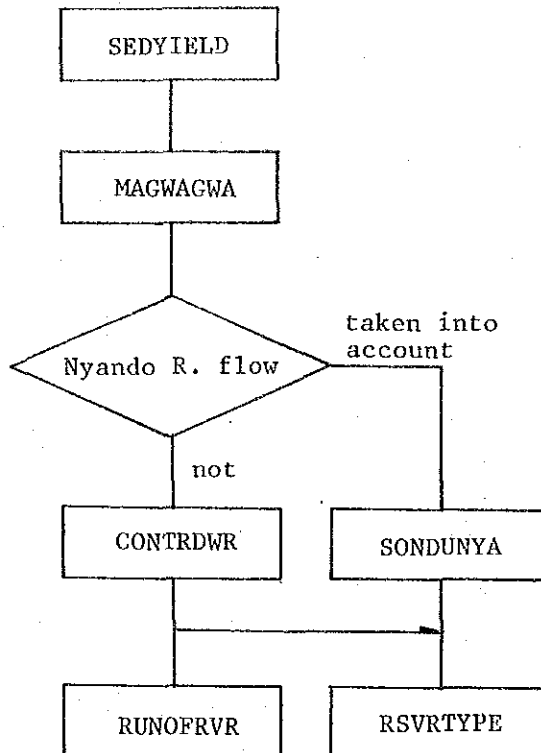 SEDYIELD
MAGWAGWA
Nyando R. flow
taken into
account
not
CONTRDWR
SONDUNYA
RUNOFRVR
RSVRTYPE